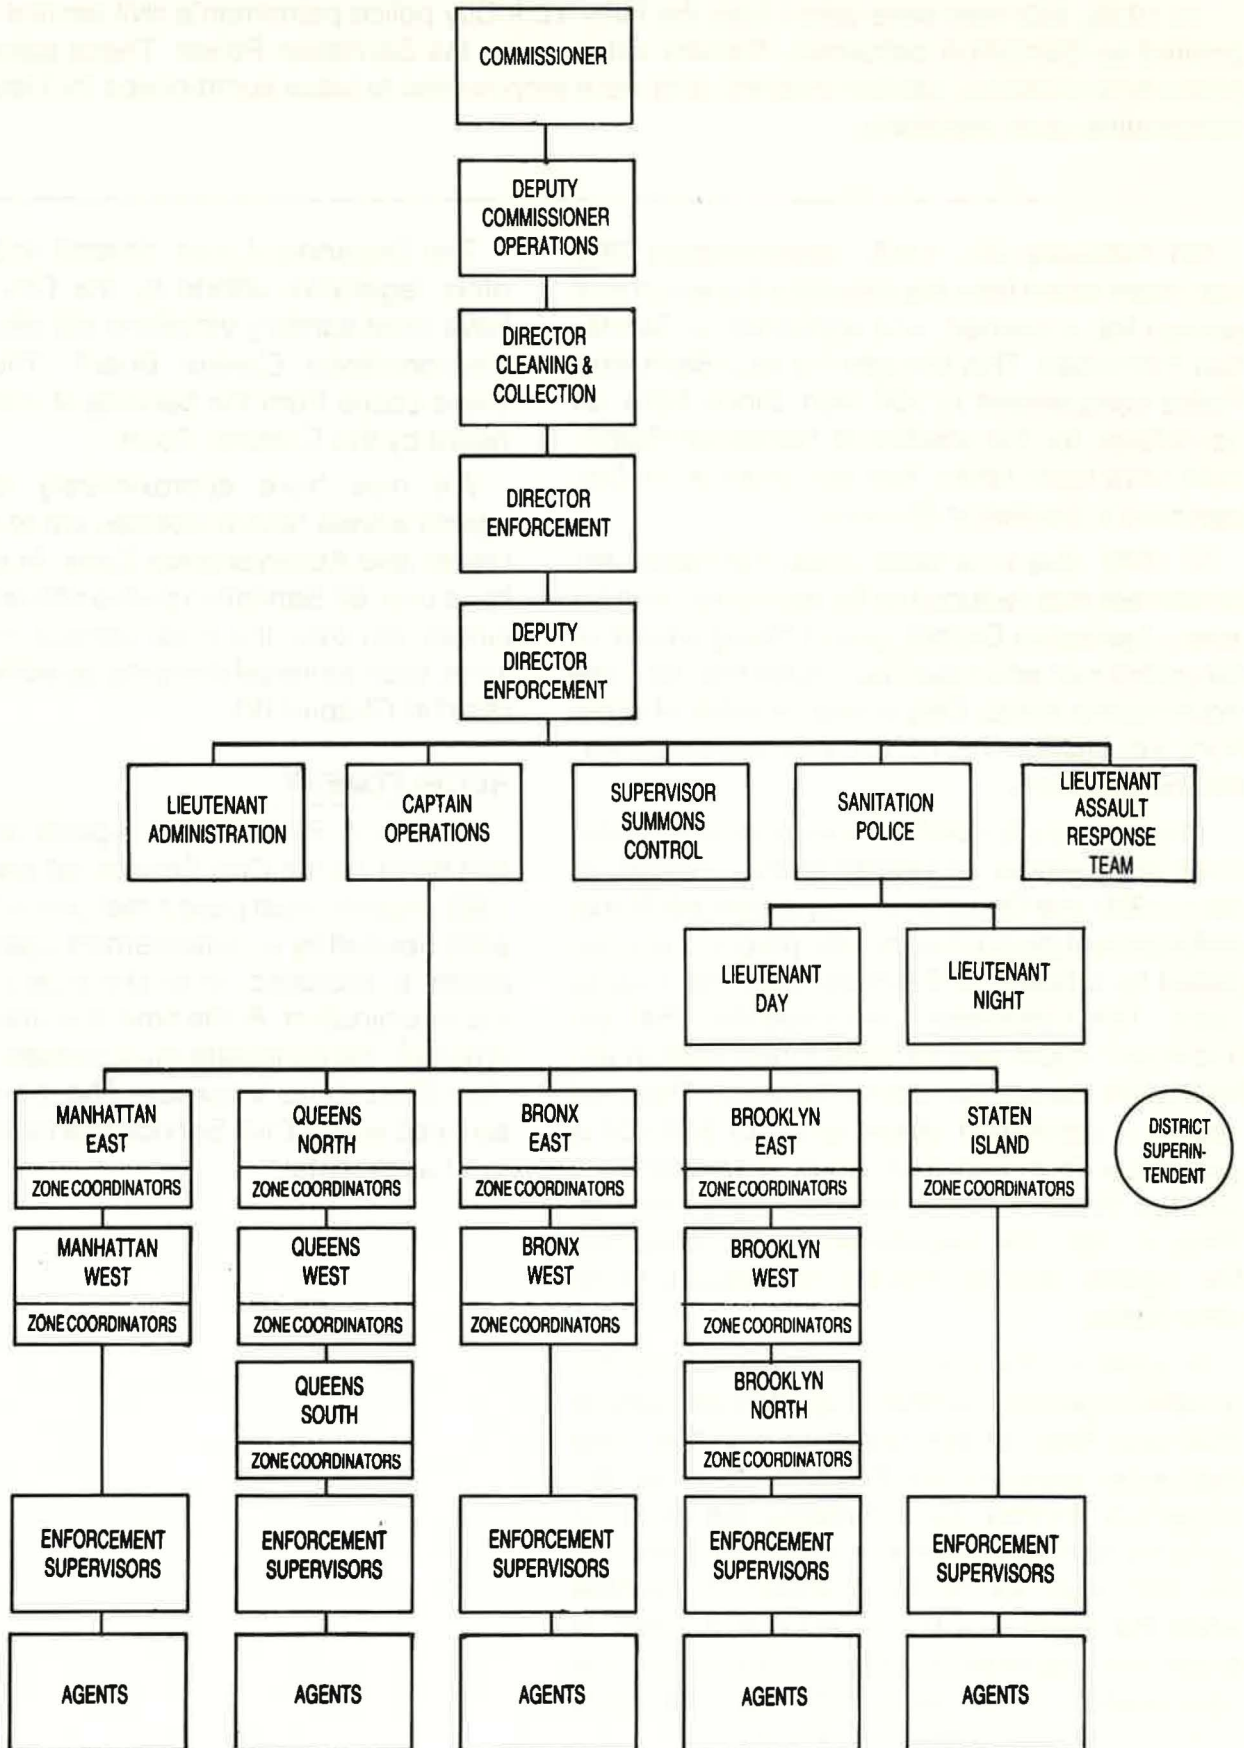 COMMISSIONER
DEPUTY
COMMISSIONER
OPERATIONS
DIRECTOR
CLEANING &
COLLECTION
DIRECTOR
ENFORCEMENT
DEPUTY
DIRECTOR
ENFORCEMENT
LIEUTENANT
ADMINISTRATION
CAPTAIN
OPERATIONS
SUPERVISOR
SUMMONS
CONTROL
SANITATION
POLICE
LIEUTENANT
ASSAULT
RESPONSE
TEAM
LIEUTENANT
DAY
LIEUTENANT
NIGHT
MANHATTAN
EAST
ZONE COORDINATORS
QUEENS
NORTH
ZONE COORDINATORS
BRONX
EAST
ZONE COORDINATORS
BROOKLYN
EAST
ZONE COORDINATORS
STATEN
ISLAND
ZONE COORDINATORS
DISTRICT
SUPERIN-
TENDENT
MANHATTAN
WEST
ZONE COORDINATORS
QUEENS
WEST
ZONE COORDINATORS
BRONX
WEST
ZONE COORDINATORS
BROOKLYN
WEST
ZONE COORDINATORS
QUEENS
SOUTH
ZONE COORDINATORS
BROOKLYN
NORTH
ZONE COORDINATORS
ENFORCEMENT
SUPERVISORS
ENFORCEMENT
SUPERVISORS
ENFORCEMENT
SUPERVISORS
ENFORCEMENT
SUPERVISORS
ENFORCEMENT
SUPERVISORS
AGENTS
AGENTS
AGENTS
AGENTS
AGENTS